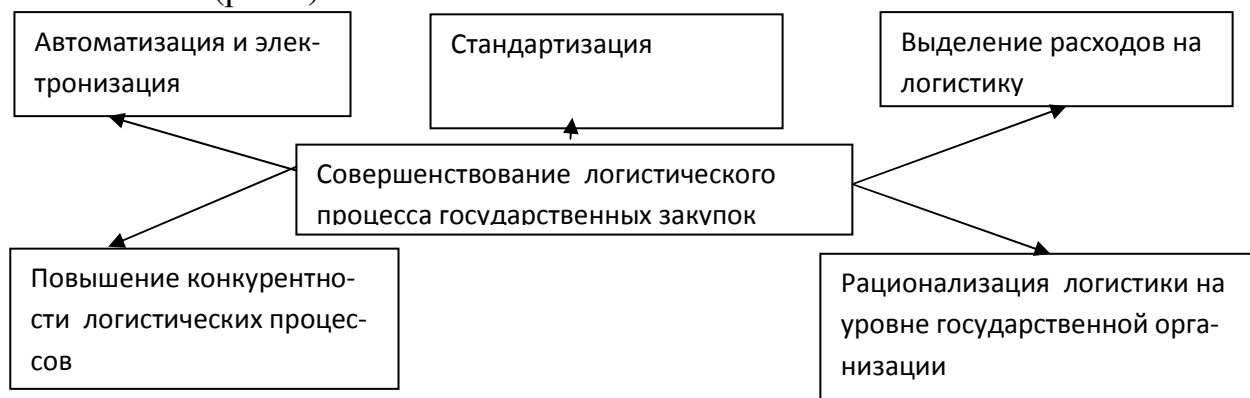 Автоматизация и элек-
тронизация
Стандартизация
Выделение расходов на
логистику
Совершенствование логистического
процесса государственных закупок
Повышение конкурентно-
сти логистических процес-
сов
Рационализация логистики на
уровне государственной орга-
низации